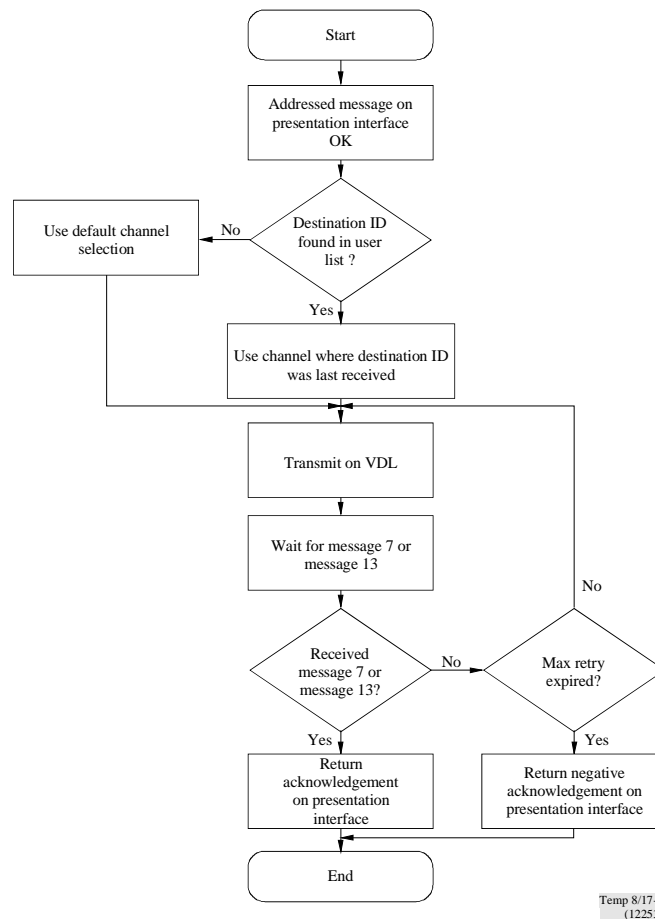 Start
Addressed message on
presentation interface
OK
Destination ID
found in user
list ?
No
Use default channel
selection
Yes
Use channel where destination ID
was last received
Transmit on VDL
Wait for message 7 or
message 13
No
Received
message 7 or
message 13?
No
Max retry
expired?
Yes
Yes
Return
acknowledgement
on presentation
interface
Return negative
acknowledgement on
presentation interface
End
Temp 8/17-